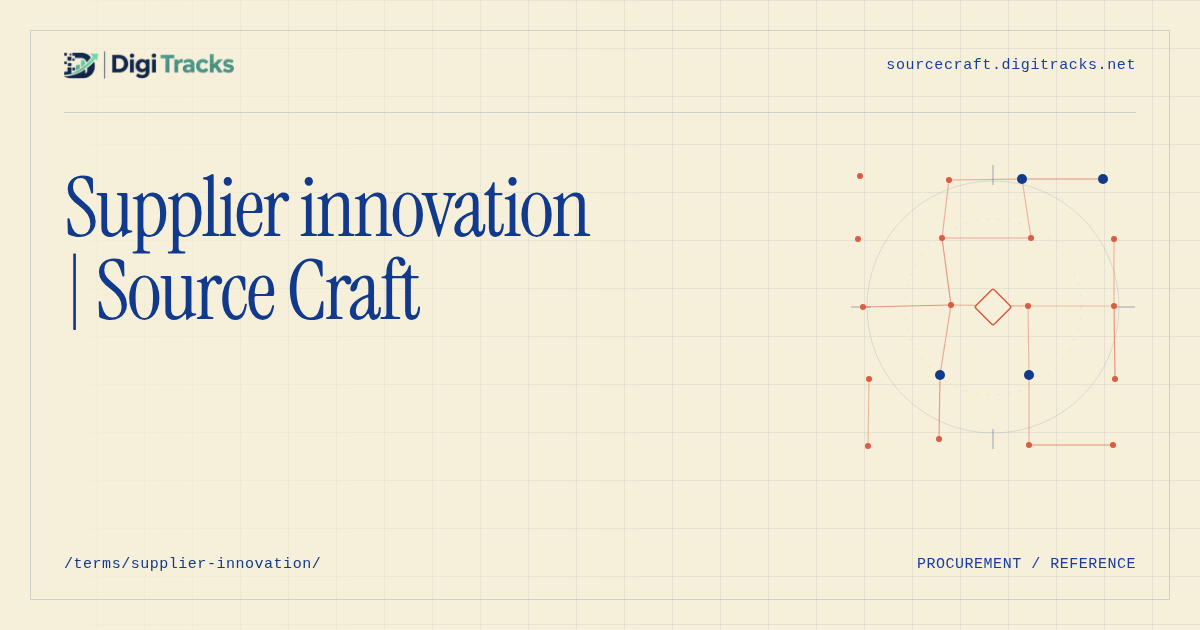 DigiTracks
sourcecraft.digitracks.net
Supplier innovation
| Source Craft
/terms/supplier-innovation/
PROCUREMENT / REFERENCE